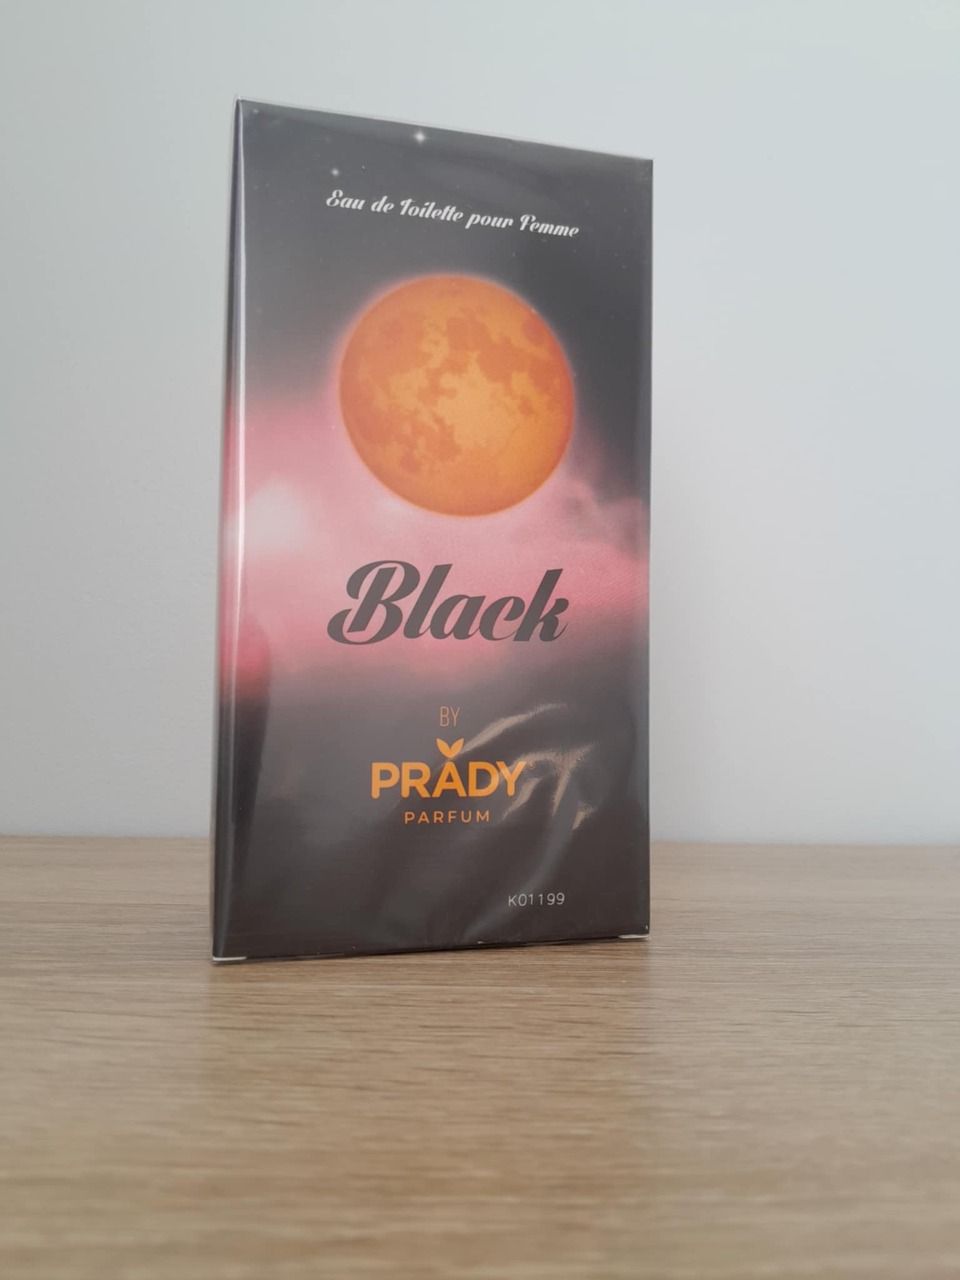 Eau de Toilette pour Femme
Black
BY
PRADY
PARFUM
K01199